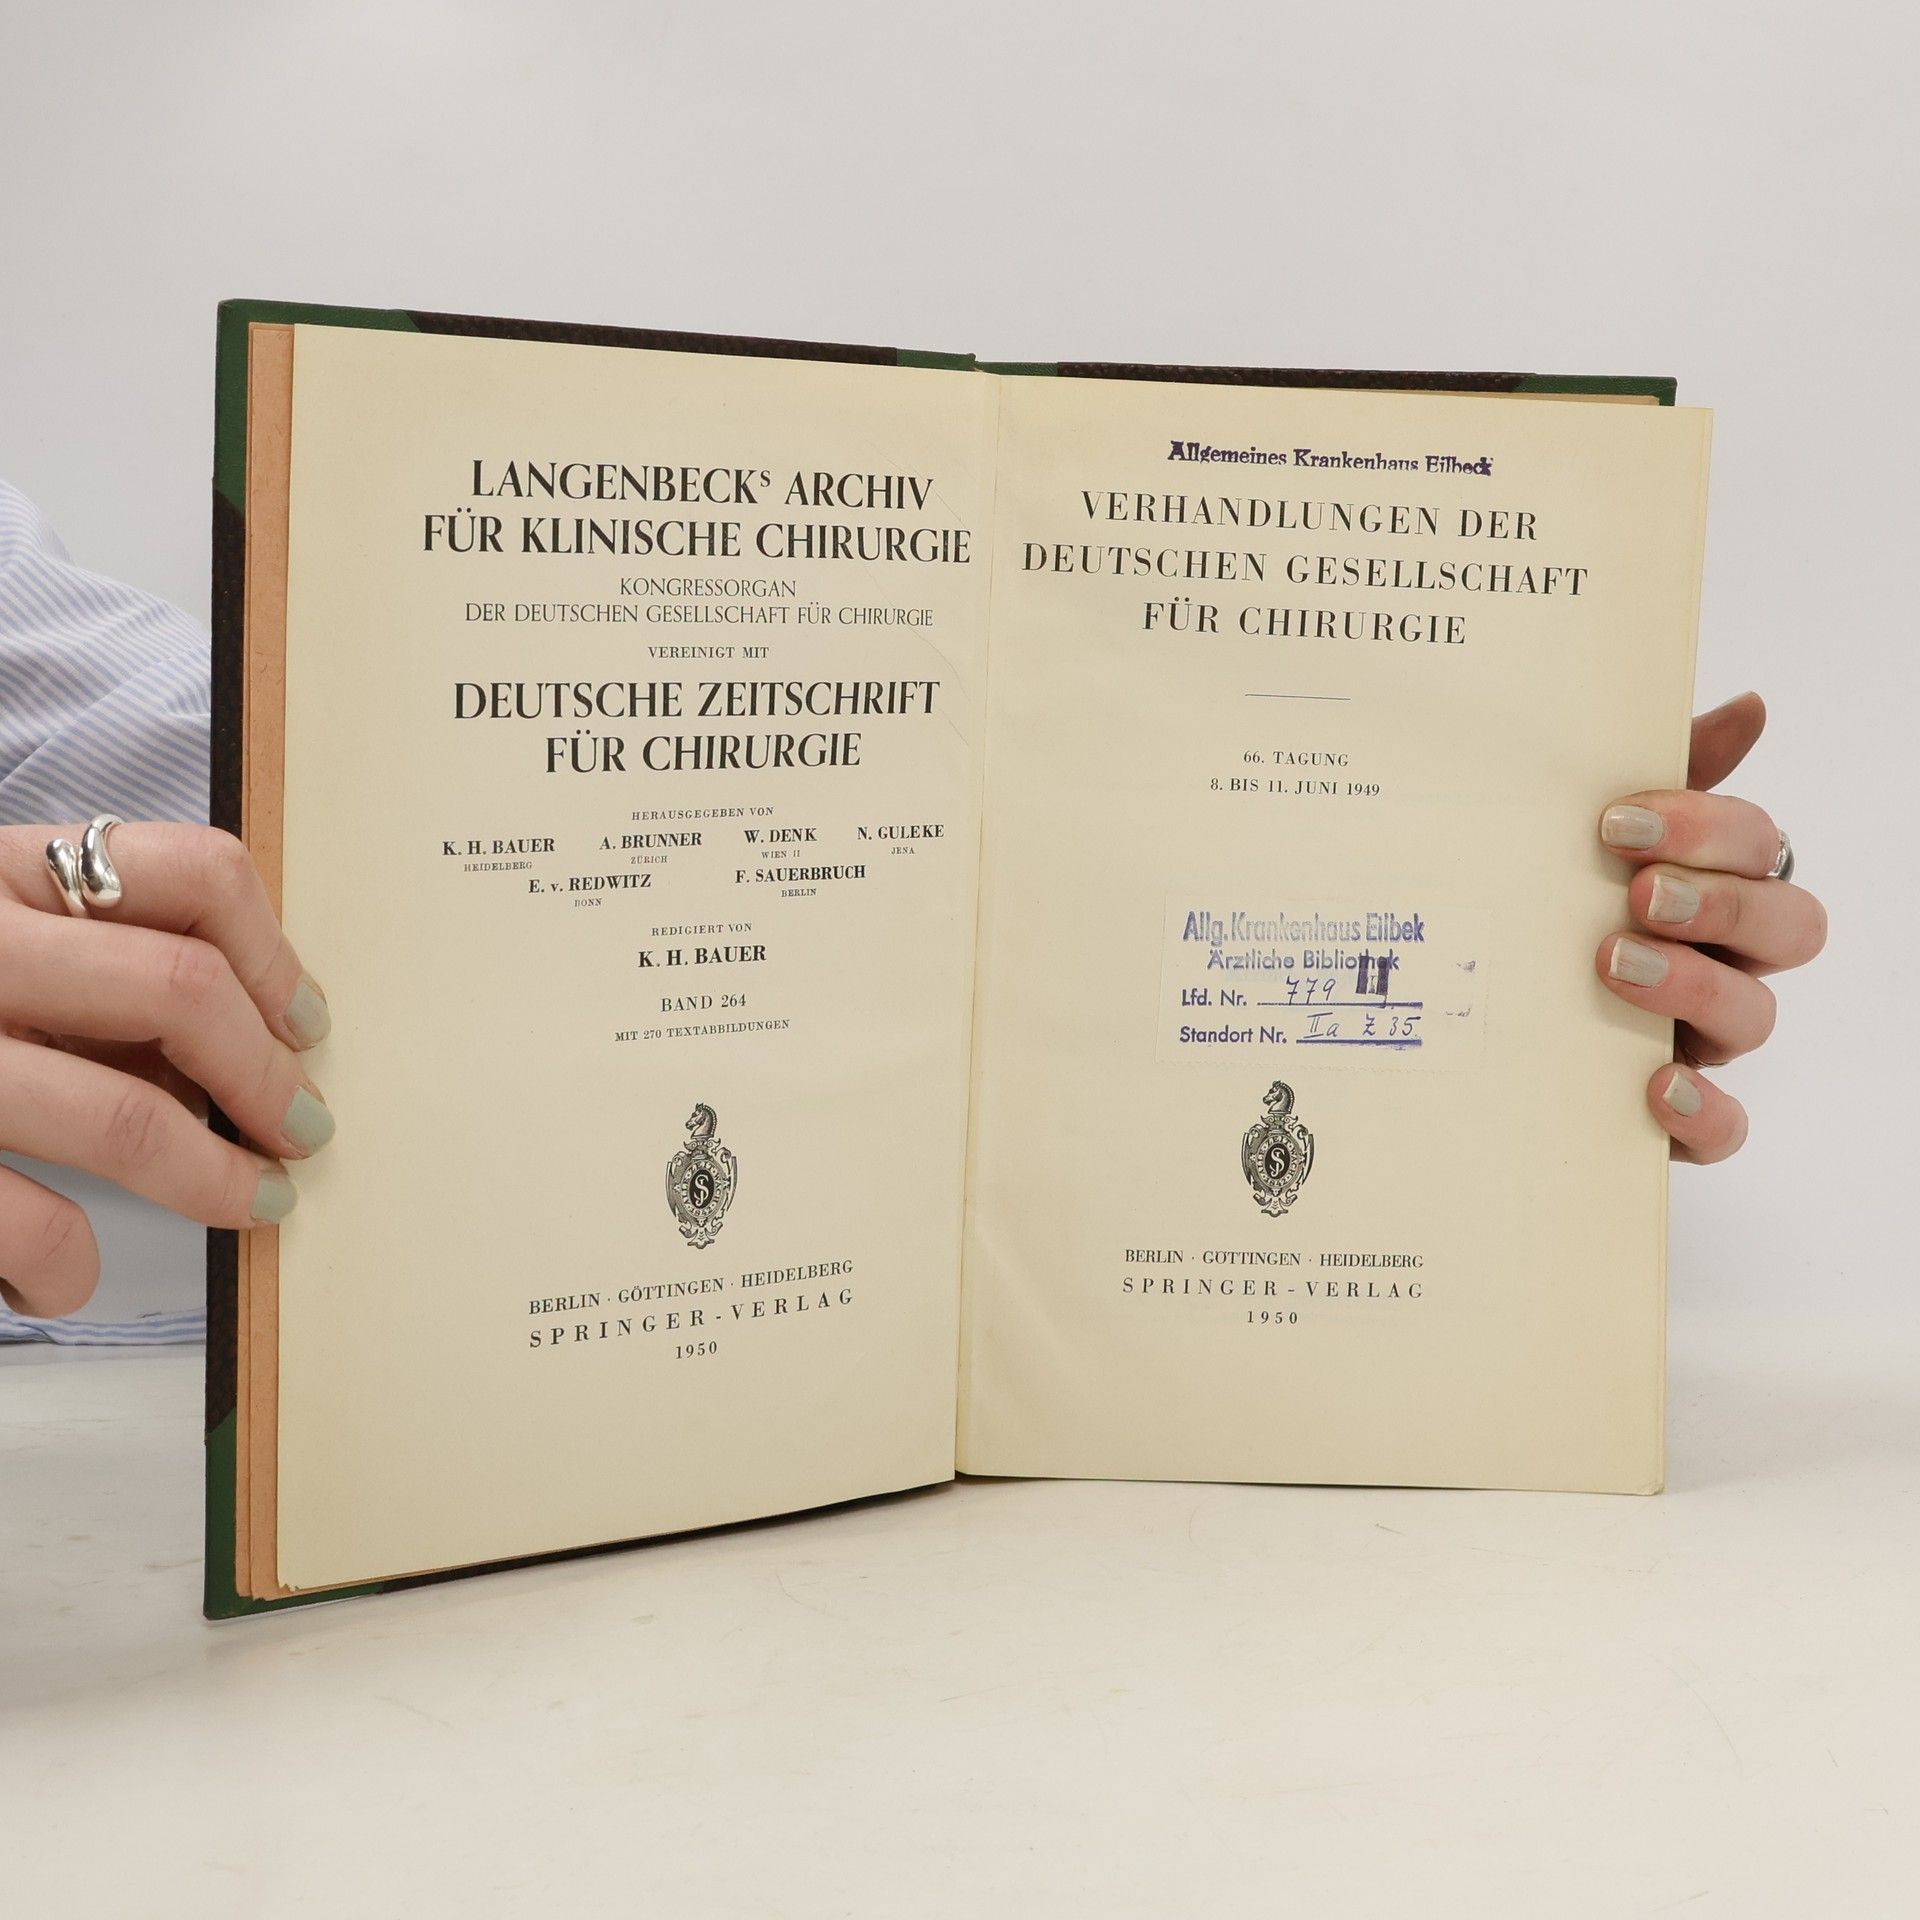 LANGENBECKS ARCHIV
FÜR KLINISCHE CHIRURGIE
KONGRESSORGAN
DER DEUTSCHEN GESELLSCHAFT FÜR CHIRURGIE
VEREINIGT MIT
DEUTSCHE ZEITSCHRIFT
FÜR CHIRURGIE
HERAUSGEGEBEN VON
K. H. BAUER A. BRUNNER W. DENK N. GULEKE
HEIDELBERG ZÜRICH WIEN II JENA
E. v. REDWITZ F. SAUERBRUCH
BONN BERLIN
REDIGIERT VON
K. H. BAUER
BAND 264
MIT 270 TEXTABBILDUNGEN
BERLIN · GÖTTINGEN · HEIDELBERG
SPRINGER-VERLAG
1950
Allgemeines Krankenhaus Eilbeck
VERHANDLUNGEN DER
DEUTSCHEN GESELLSCHAFT
FÜR CHIRURGIE
66. TAGUNG
8. BIS 11. JUNI 1949
Allg. Krankenhaus Eilbek
Ärztliche Bibliothek
Lfd. Nr. 779
Standort Nr. IIa Z 35
BERLIN · GÖTTINGEN · HEIDELBERG
SPRINGER-VERLAG
1950